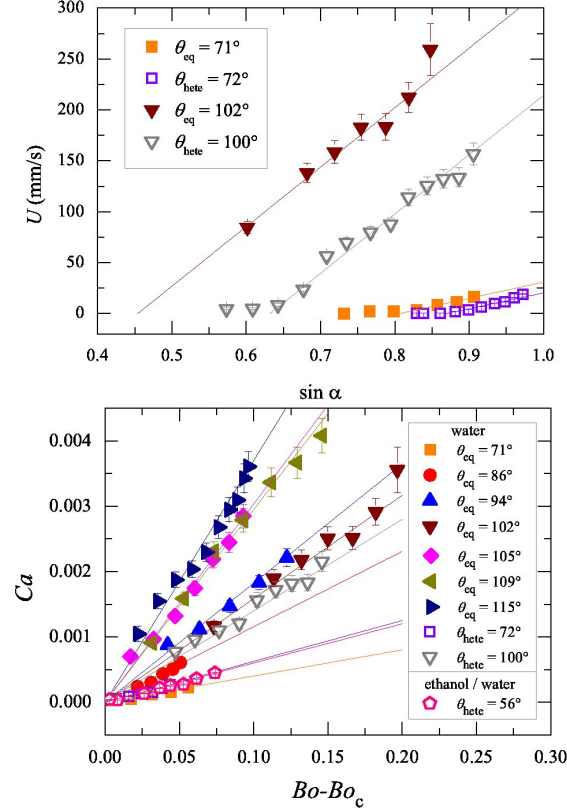 300
250
200
150
100
50
0
U (mm/s)
θeq = 71°
θhete = 72°
θeq = 102°
θhete = 100°
0.4 0.5 0.6 0.7 0.8 0.9 1.0
sin α
0.004
0.003
0.002
0.001
0.000
Ca
water
θeq = 71°
θeq = 86°
θeq = 94°
θeq = 102°
θeq = 105°
θeq = 109°
θeq = 115°
θhete = 72°
θhete = 100°
ethanol / water
θhete = 56°
0.00 0.05 0.10 0.15 0.20 0.25 0.30
Bo-Boc